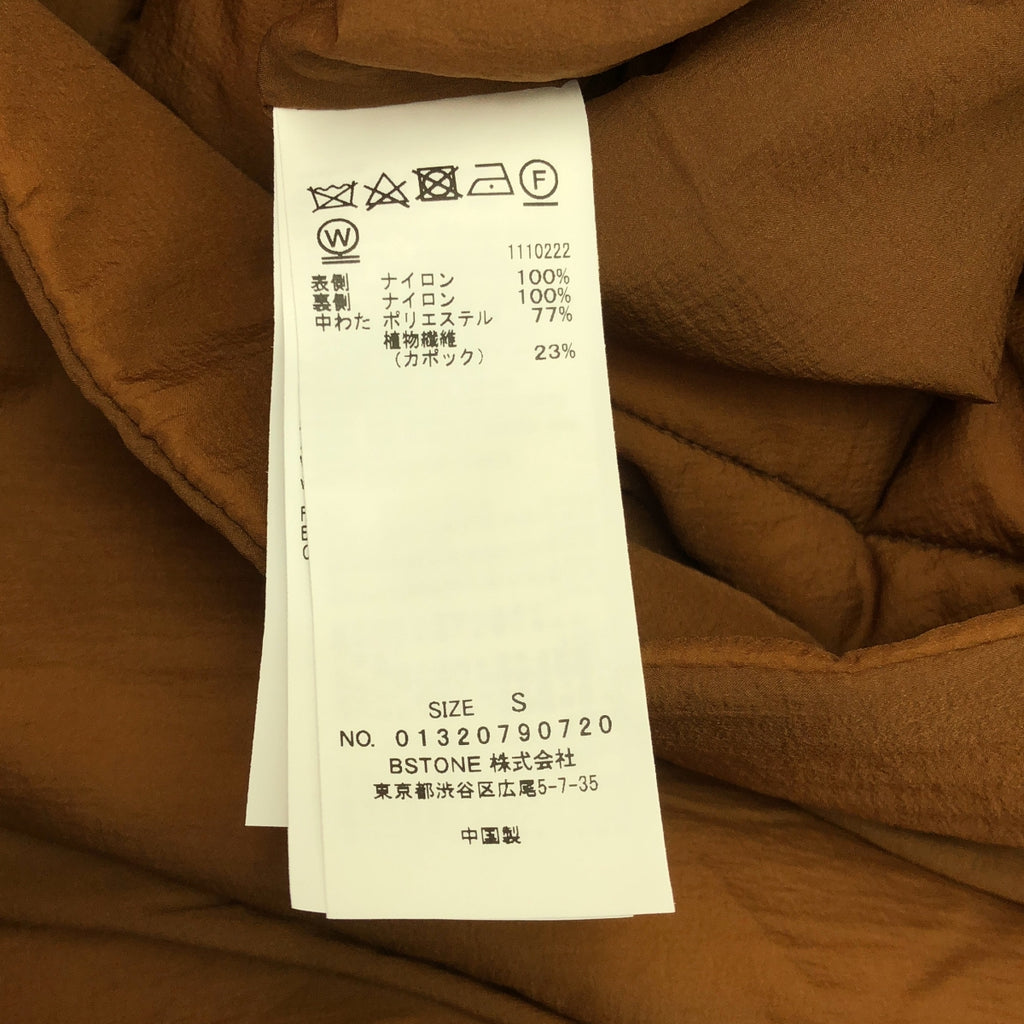 F
W
1110222
表側 ナイロン 100%
裏側 ナイロン 100%
中わた ポリエステル 77%
植物繊維
（カポック） 23%
SIZE S
NO. 01320790720
BSTONE 株式会社
東京都渋谷区広尾5-7-35
中国製